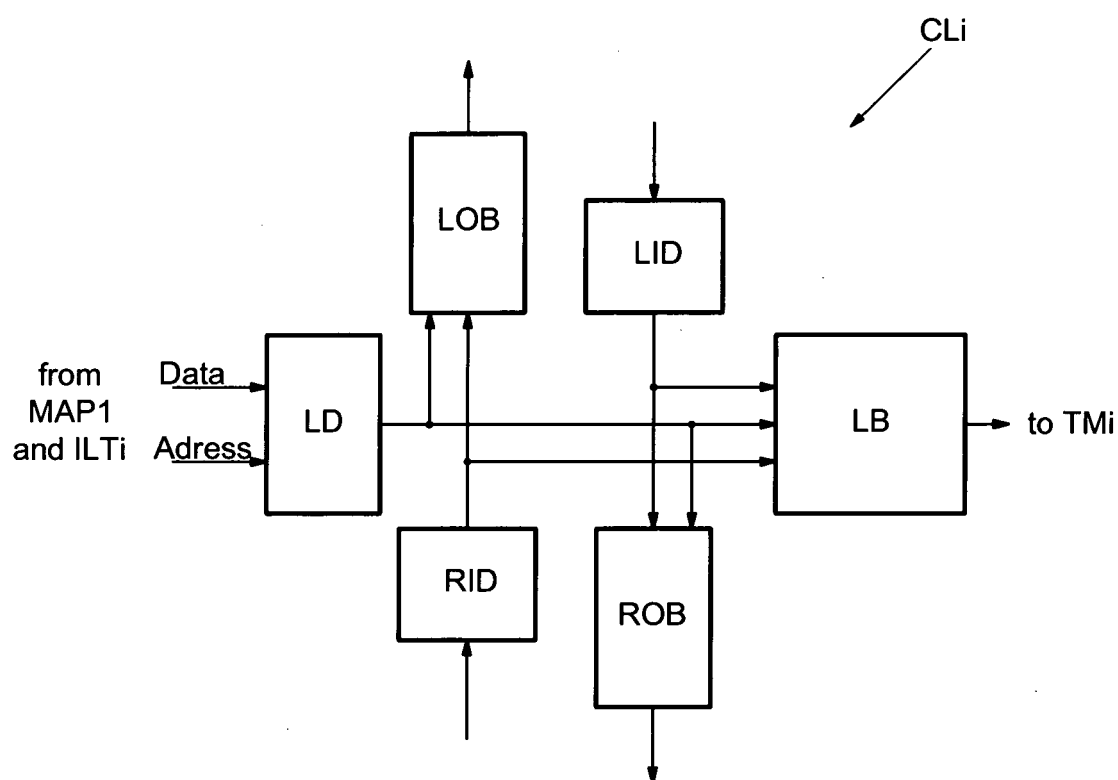 CLi
LOB
LID
from
MAP1
and ILTi
Data
Adress
LD
LB
to TMi
RID
ROB